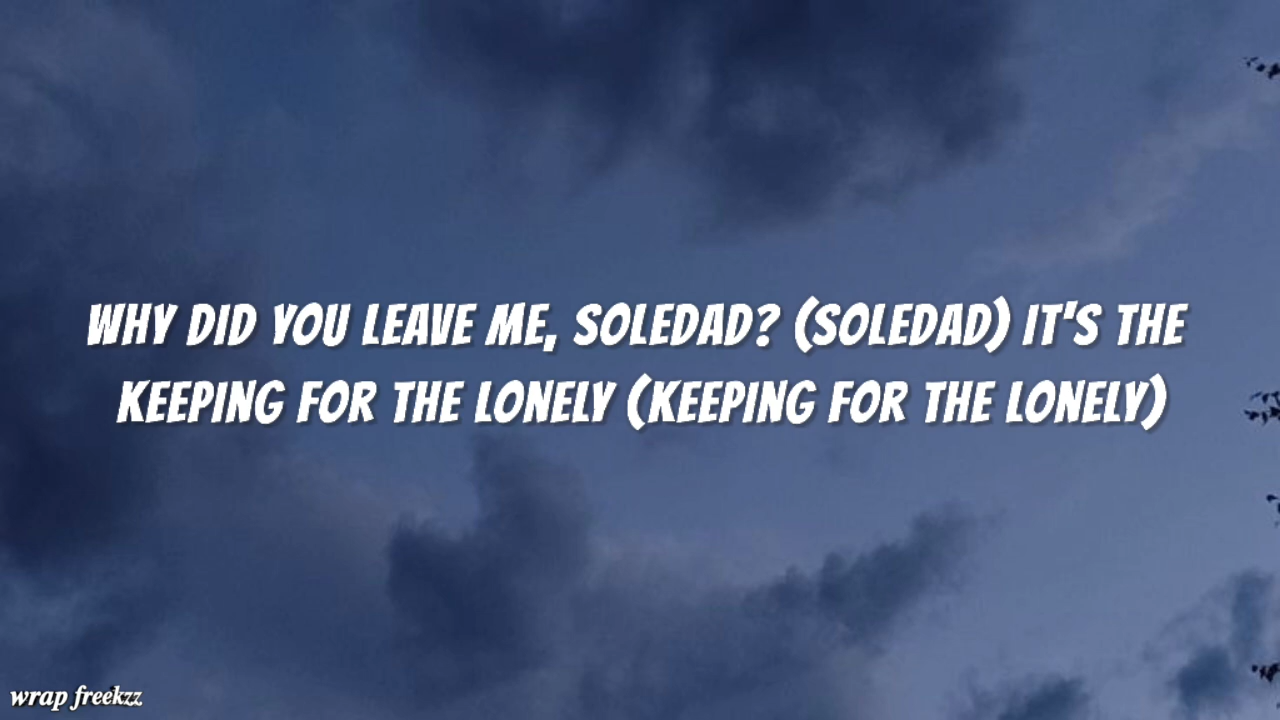 WHY DID YOU LEAVE ME, SOLEDAD? (SOLEDAD) IT'S THE
KEEPING FOR THE LONELY (KEEPING FOR THE LONELY)
wrap freekzz